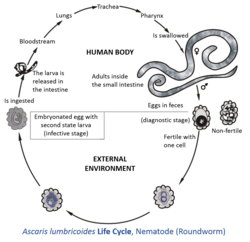 Trachea
Lungs
Pharynx
Bloodstream
Is swallowed
HUMAN BODY
♀
The larva is
released in
the intestine
Adults inside
the small intestine
♂
Is ingested
Eggs in feces
Embryonated egg with
second state larva
(infective stage)
(diagnostic stage)
Fertile with
one cell
Non-fertile
EXTERNAL
ENVIRONMENT
Ascaris lumbricoides Life Cycle, Nematode (Roundworm)